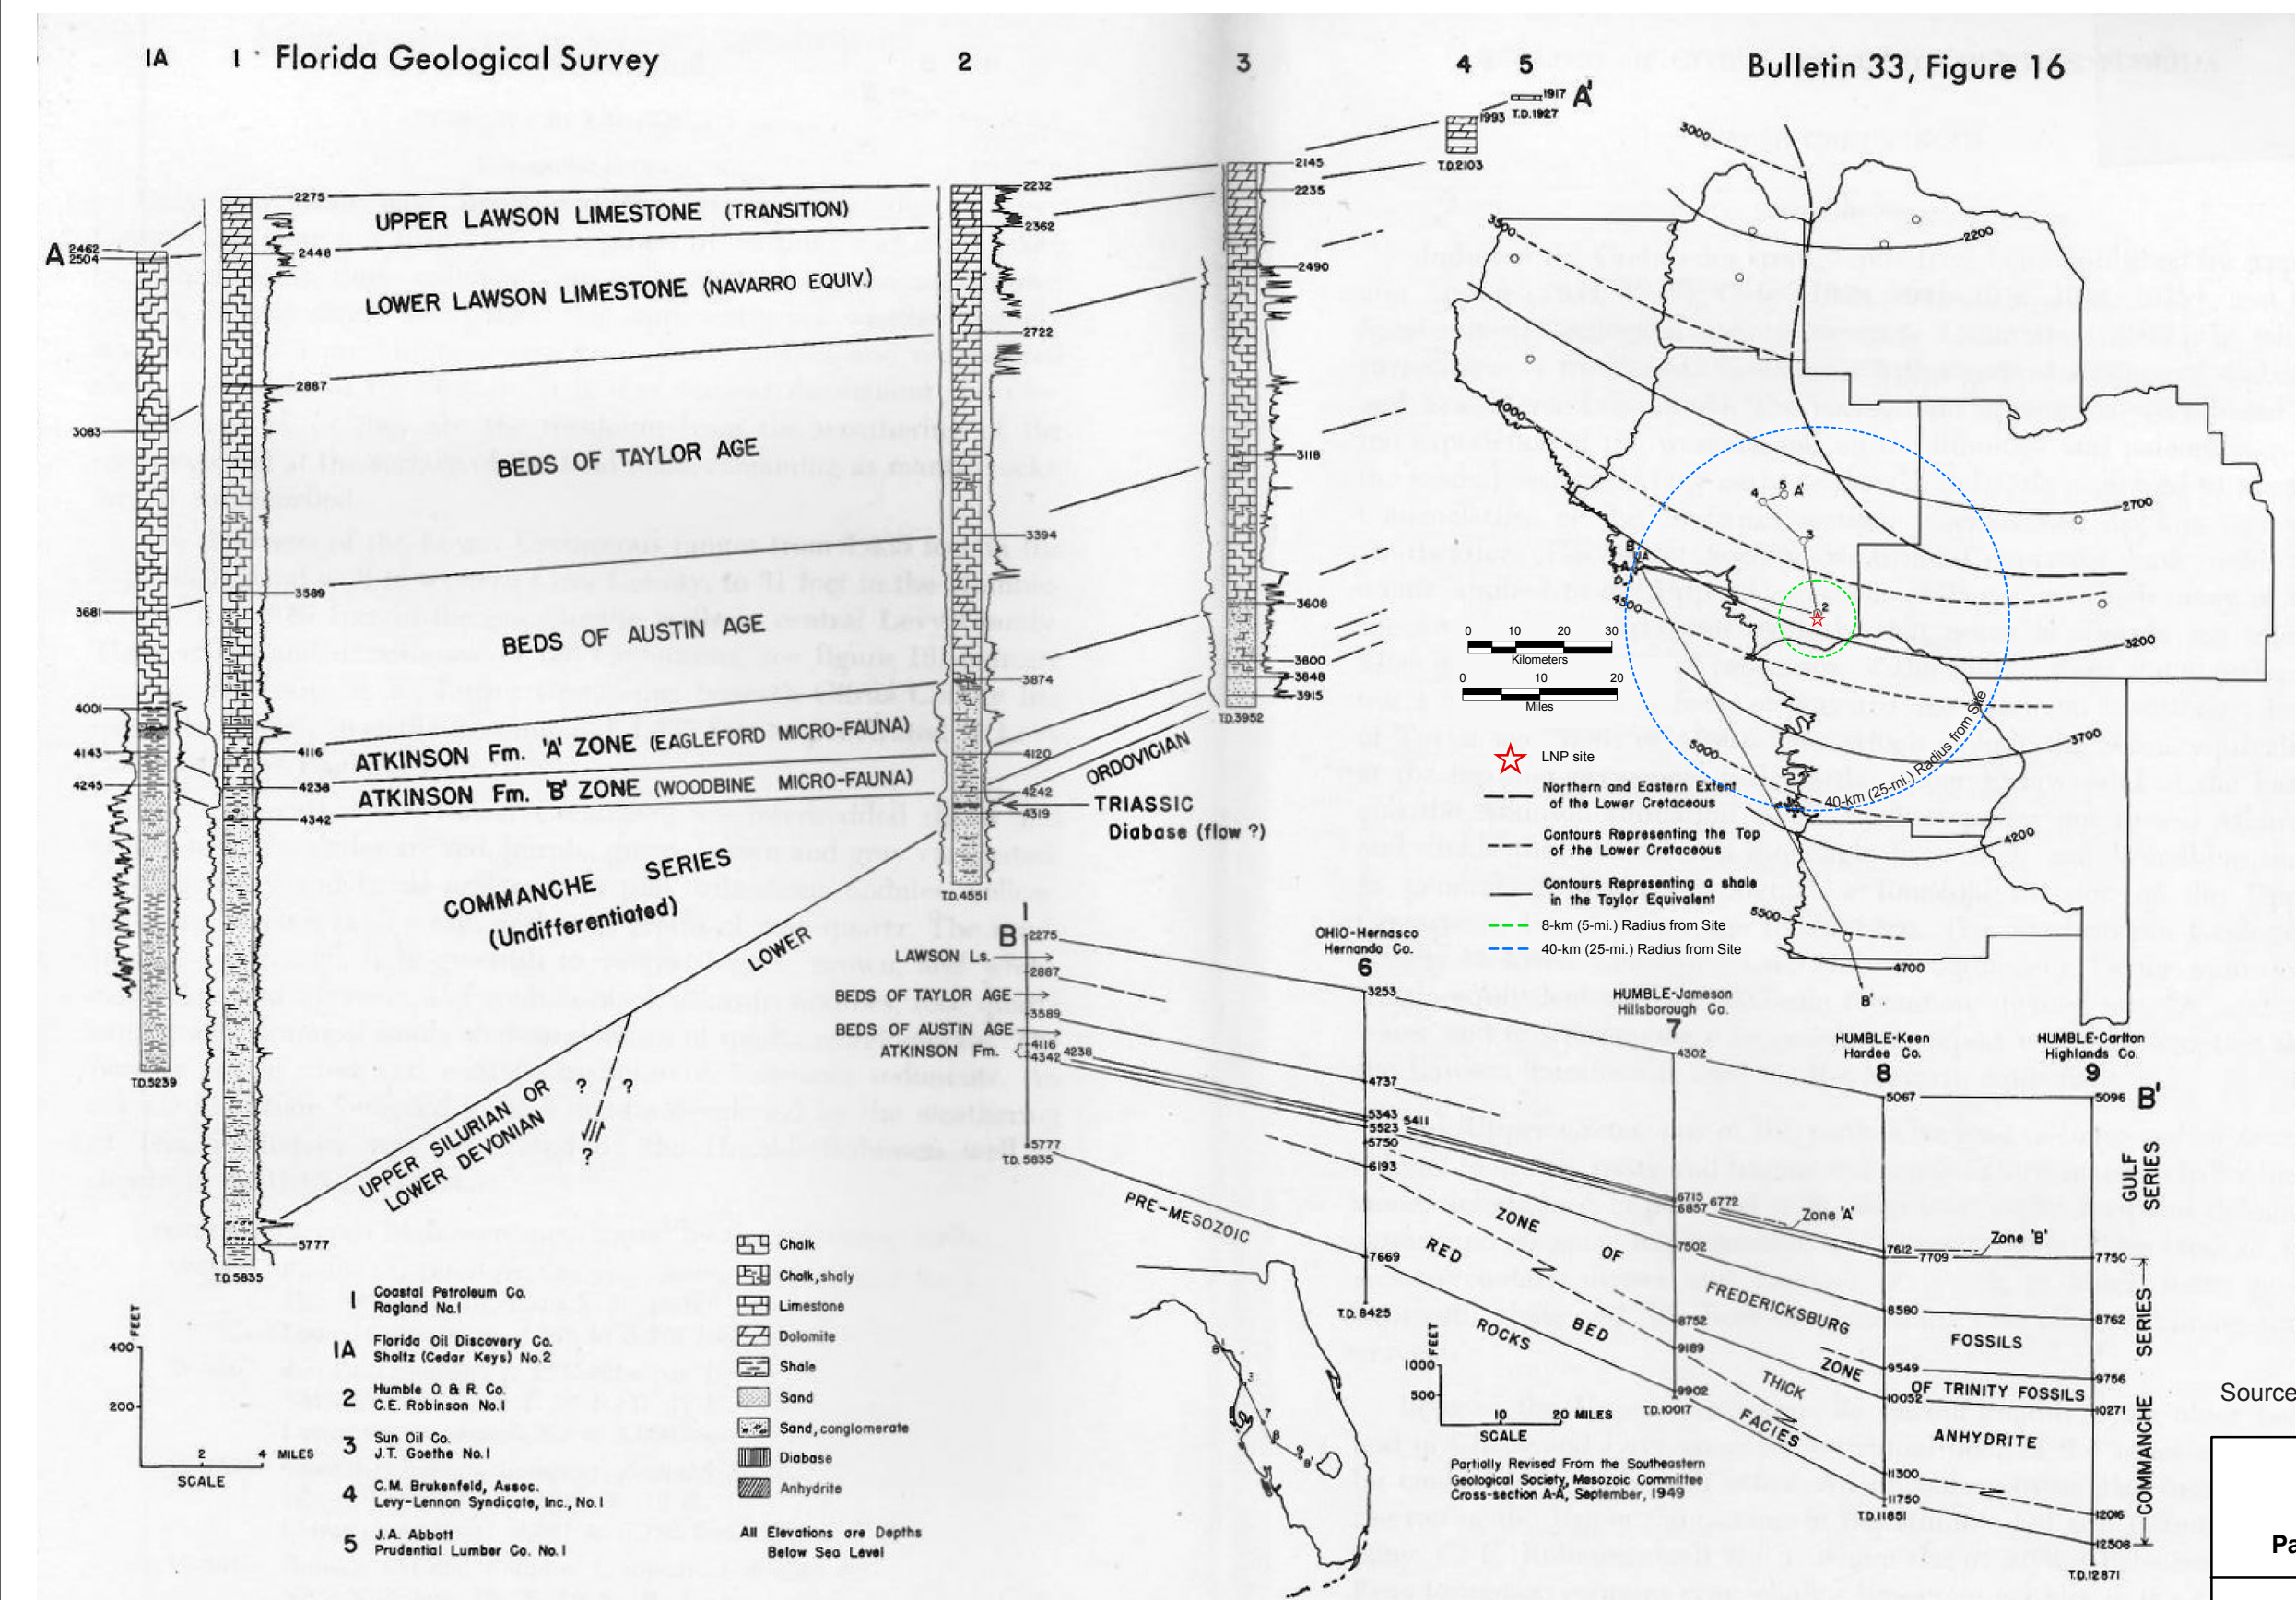 IA 1 Florida Geological Survey 2 3 4 5 Bulletin 33, Figure 16
A
A'
2462
2504
3083
3681
4001
4143
4245
T.D.5239
2275
2448
2887
3589
4116
4238
4342
5777
T.D.5835
UPPER LAWSON LIMESTONE (TRANSITION)
LOWER LAWSON LIMESTONE (NAVARRO EQUIV.)
BEDS OF TAYLOR AGE
BEDS OF AUSTIN AGE
ATKINSON Fm. 'A' ZONE (EAGLEFORD MICRO-FAUNA)
ATKINSON Fm. 'B' ZONE (WOODBINE MICRO-FAUNA)
COMMANCHE SERIES
(Undifferentiated)
LOWER
ORDOVICIAN
UPPER SILURIAN OR
LOWER DEVONIAN
? ?
?
2232
2362
2722
3394
3874
4120
4242
4319
T.D.4551
TRIASSIC
Diabase (flow ?)
2145
2235
2490
3118
3608
3800
3848
3915
T.D.3952
1993
T.D.2103
1917
T.D.1927
3000
3500
2200
4000
2700
4500
3200
5000
3700
4200
5500
4700
4
5 A'
3
2
B
IA
A
B'
0 10 20 30
Kilometers
0 10 20
Miles
40-km (25-mi.) Radius from Site
LNP site
Northern and Eastern Extent
of the Lower Cretaceous
Contours Representing the Top
of the Lower Cretaceous
Contours Representing a shale
in the Taylor Equivalent
8-km (5-mi.) Radius from Site
40-km (25-mi.) Radius from Site
1
B
2275
LAWSON Ls.
2887
BEDS OF TAYLOR AGE
3589
BEDS OF AUSTIN AGE
4116
ATKINSON Fm.
4342 4238
5777
T.D. 5835
OHIO-Hernasco
Hernando Co.
6
3253
4737
5343
5411
5523
5750
6193
7669
T.D. 8425
HUMBLE-Jameson
Hillsborough Co.
7
4302
6715 6772
6857
7502
8752
9189
9902
T.D.10017
HUMBLE-Keen
Hardee Co.
8
5067
7612
7709
8580
9549
10052
11300
11750
T.D.11851
HUMBLE-Carlton
Highlands Co.
9
5096
B'
7750
8762
9756
10271
12016
12508
T.D.12871
Zone 'A'
Zone 'B'
GULF
SERIES
COMMANCHE SERIES
PRE-MESOZOIC
ROCKS
RED
BED
THICK
FACIES
ZONE
OF
FREDERICKSBURG
FOSSILS
ZONE
OF TRINITY FOSSILS
ANHYDRITE
FEET
400
200
2 4 MILES
SCALE
1 Coastal Petroleum Co.
Ragland No.1
IA Florida Oil Discovery Co.
Sholtz (Cedar Keys) No.2
2 Humble O. & R. Co.
C.E. Robinson No.1
3 Sun Oil Co.
J.T. Goethe No.1
4 C.M. Brukenfeld, Assoc.
Levy-Lennon Syndicate, Inc., No.1
5 J.A. Abbott
Prudential Lumber Co. No.1
Chalk
Chalk, shaly
Limestone
Dolomite
Shale
Sand
Sand, conglomerate
Diabase
Anhydrite
All Elevations are Depths
Below Sea Level
FEET
1000
500
10 20 MILES
SCALE
Partially Revised From the Southeastern
Geological Society, Mesozoic Committee
Cross-section A-A', September, 1949
1
B
3
7
8
9
B'
Source
Pa